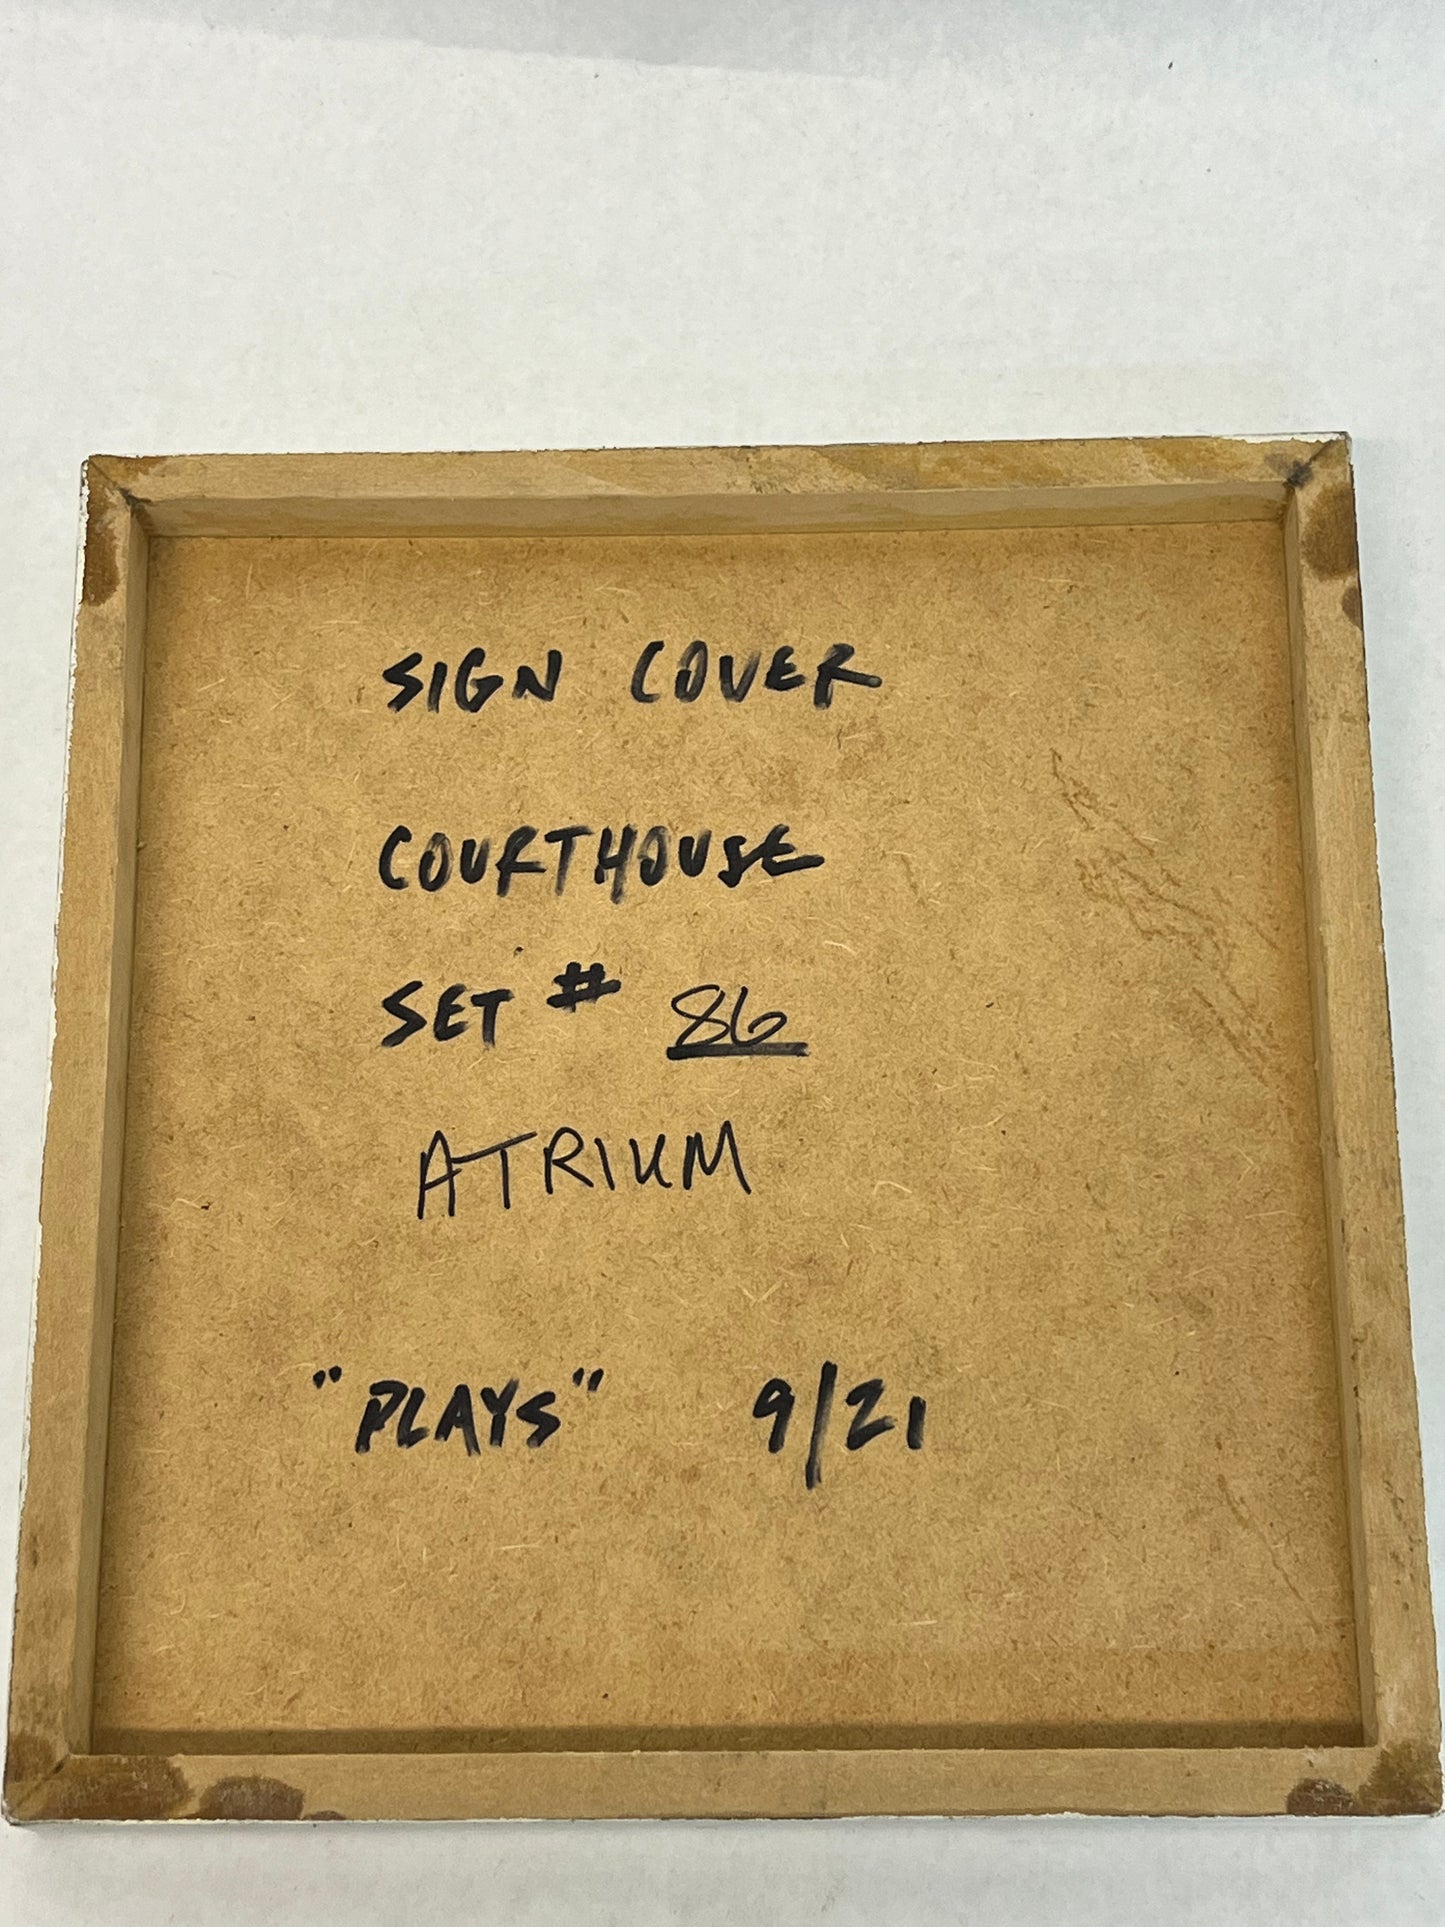 SIGN COVER
COURTHOUSE
SET # 86
ATRIUM
"PLAYS" 9/21